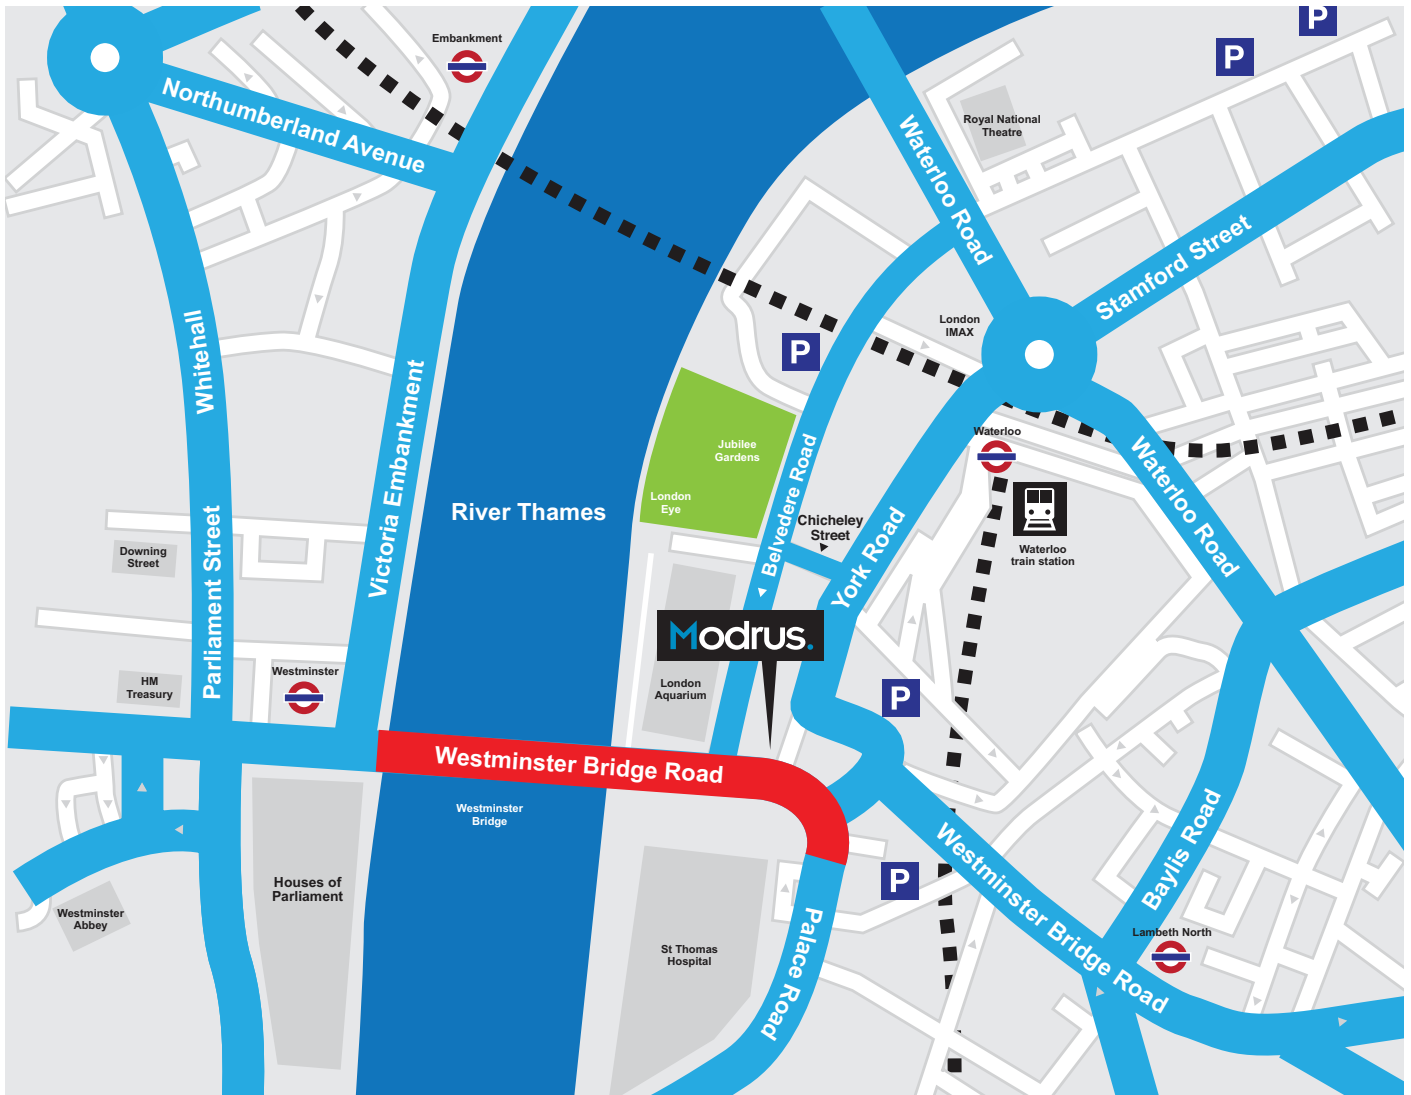 P
P
Embankment
Northumberland Avenue
Royal National
Theatre
Waterloo Road
Stamford Street
London
IMAX
P
Whitehall
Victoria Embankment
Jubilee
Gardens
London
Eye
Belvedere Road
Waterloo
Waterloo Road
River Thames
Chicheley
Street
York Road
Waterloo
train station
Downing
Street
Parliament Street
Modrus.
Westminster
HM
Treasury
London
Aquarium
P
Westminster Bridge Road
Westminster
Bridge
Houses of
Parliament
Westminster
Abbey
P
Westminster Bridge Road
Baylis Road
Lambeth North
St Thomas
Hospital
Palace Road